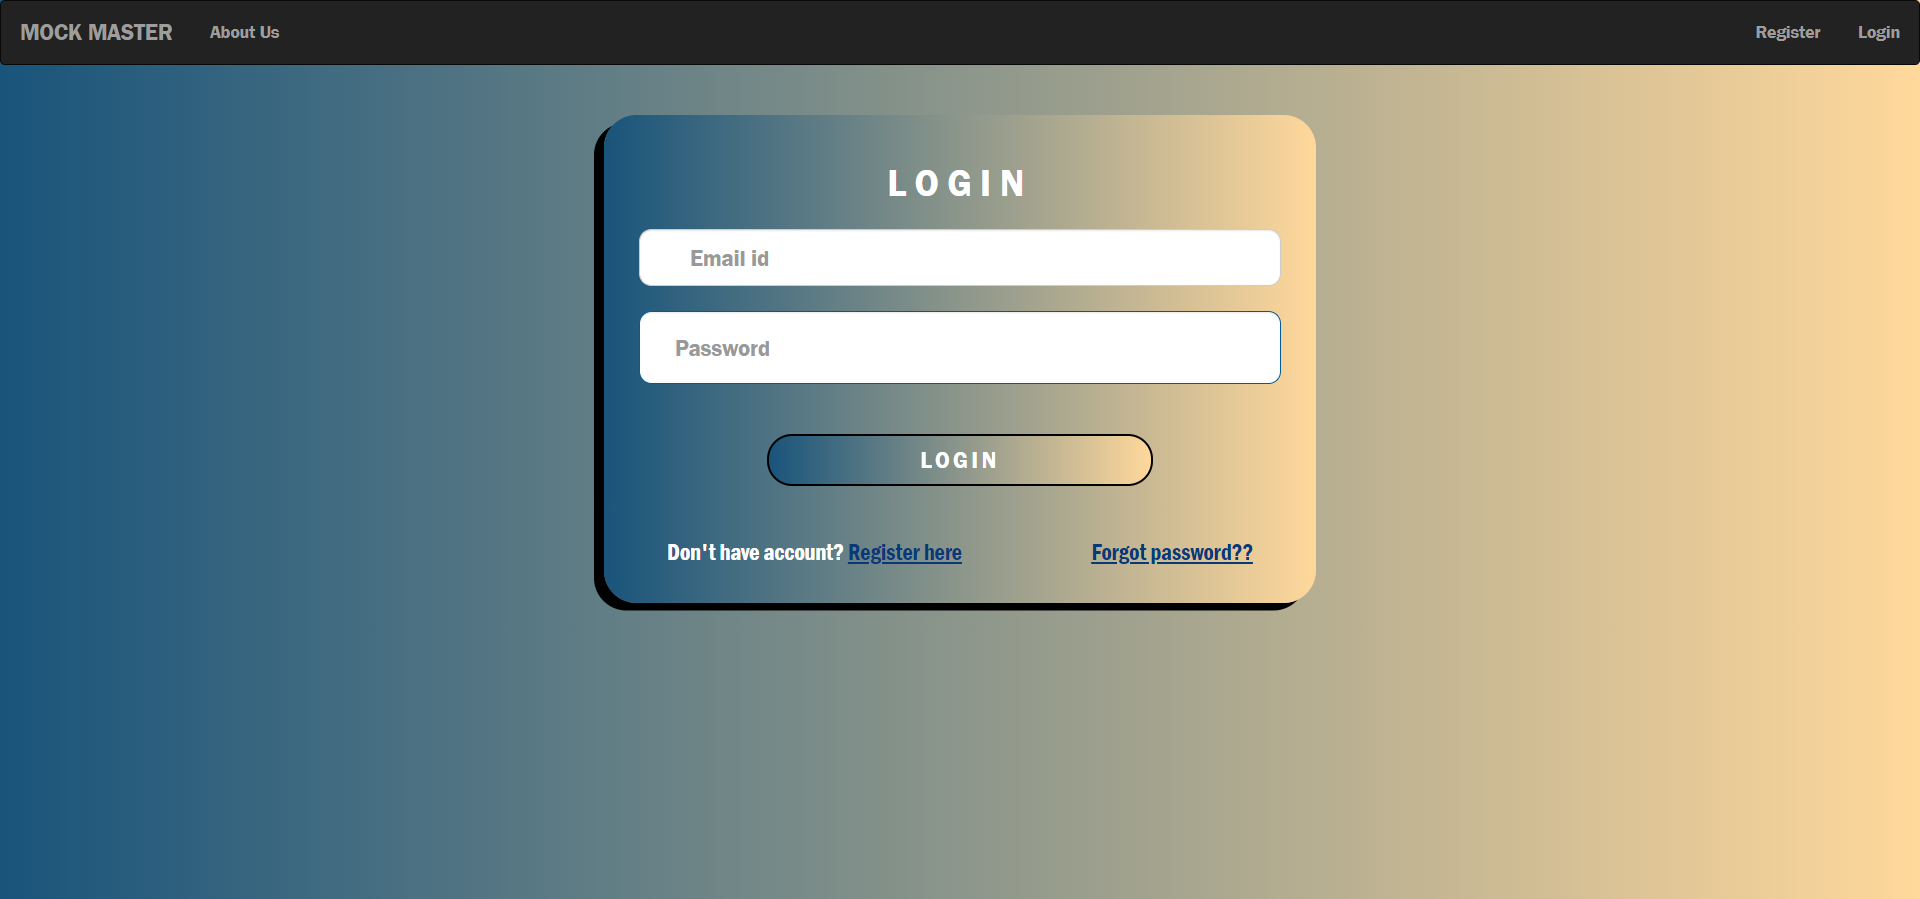 MOCK MASTER About Us Register Login
LOGIN
Email id
Password
LOGIN
Don't have account? Register here Forgot password??